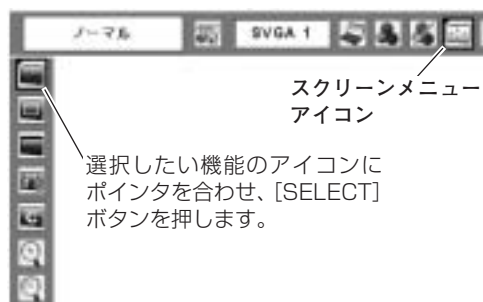 ノーマル
SVGA 1
スクリーンメニュー
アイコン
選択したい機能のアイコンに
ポインタを合わせ、[SELECT]
ボタンを押します。